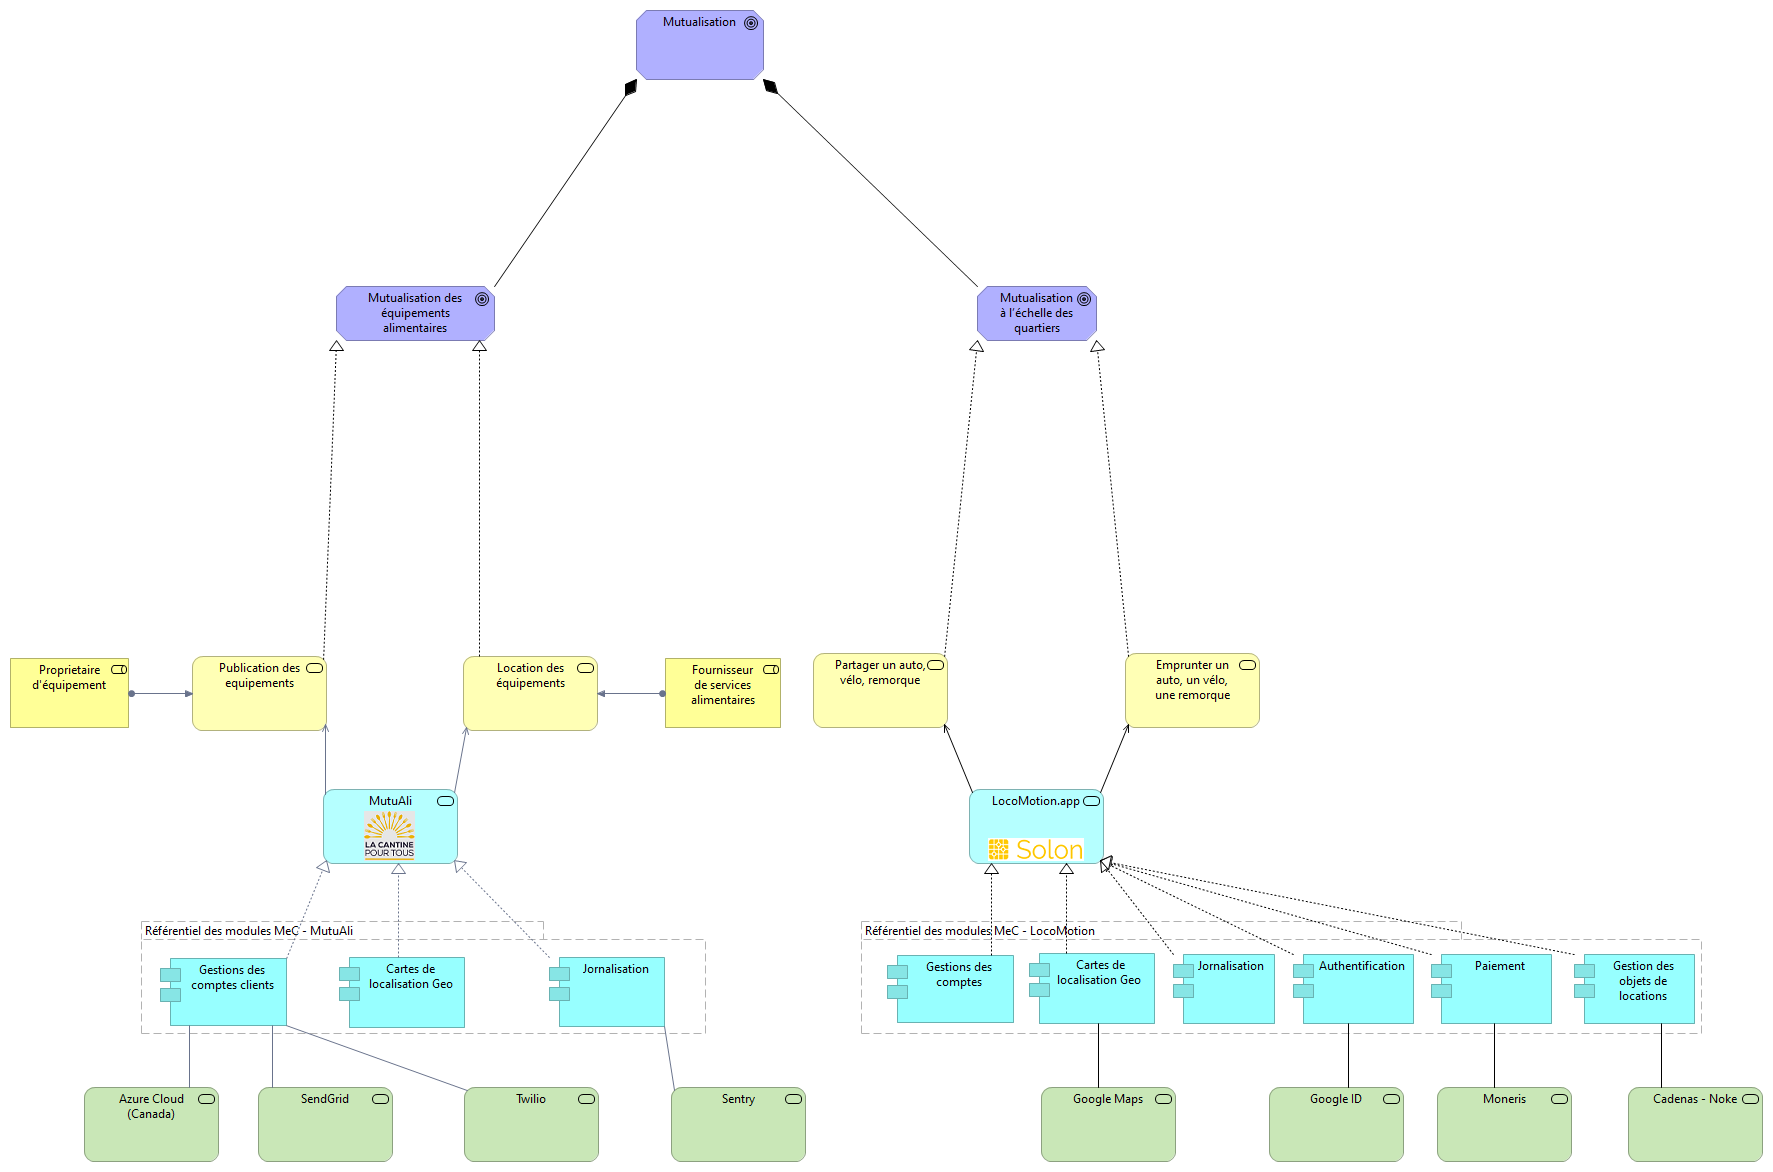 Mutualisation
Mutualisation des
équipements
alimentaires
Mutualisation
à l'échelle des
quartiers
Proprietaire
d'équipement
Publication des
equipements
Location des
équipements
Fournisseur
de services
alimentaires
Partager un auto,
vélo, remorque
Emprunter un
auto, un vélo,
une remorque
MutuAli
LA CANTINE
POUR TOUS
LocoMotion.app
Solon
Référentiel des modules MeC - MutuAli
Gestions des
comptes clients
Cartes de
localisation Geo
Jornalisation
Référentiel des modules MeC - LocoMotion
Gestions des
comptes
Cartes de
localisation Geo
Jornalisation
Authentification
Paiement
Gestion des
objets de
locations
Azure Cloud
(Canada)
SendGrid
Twilio
Sentry
Google Maps
Google ID
Moneris
Cadenas - Noke